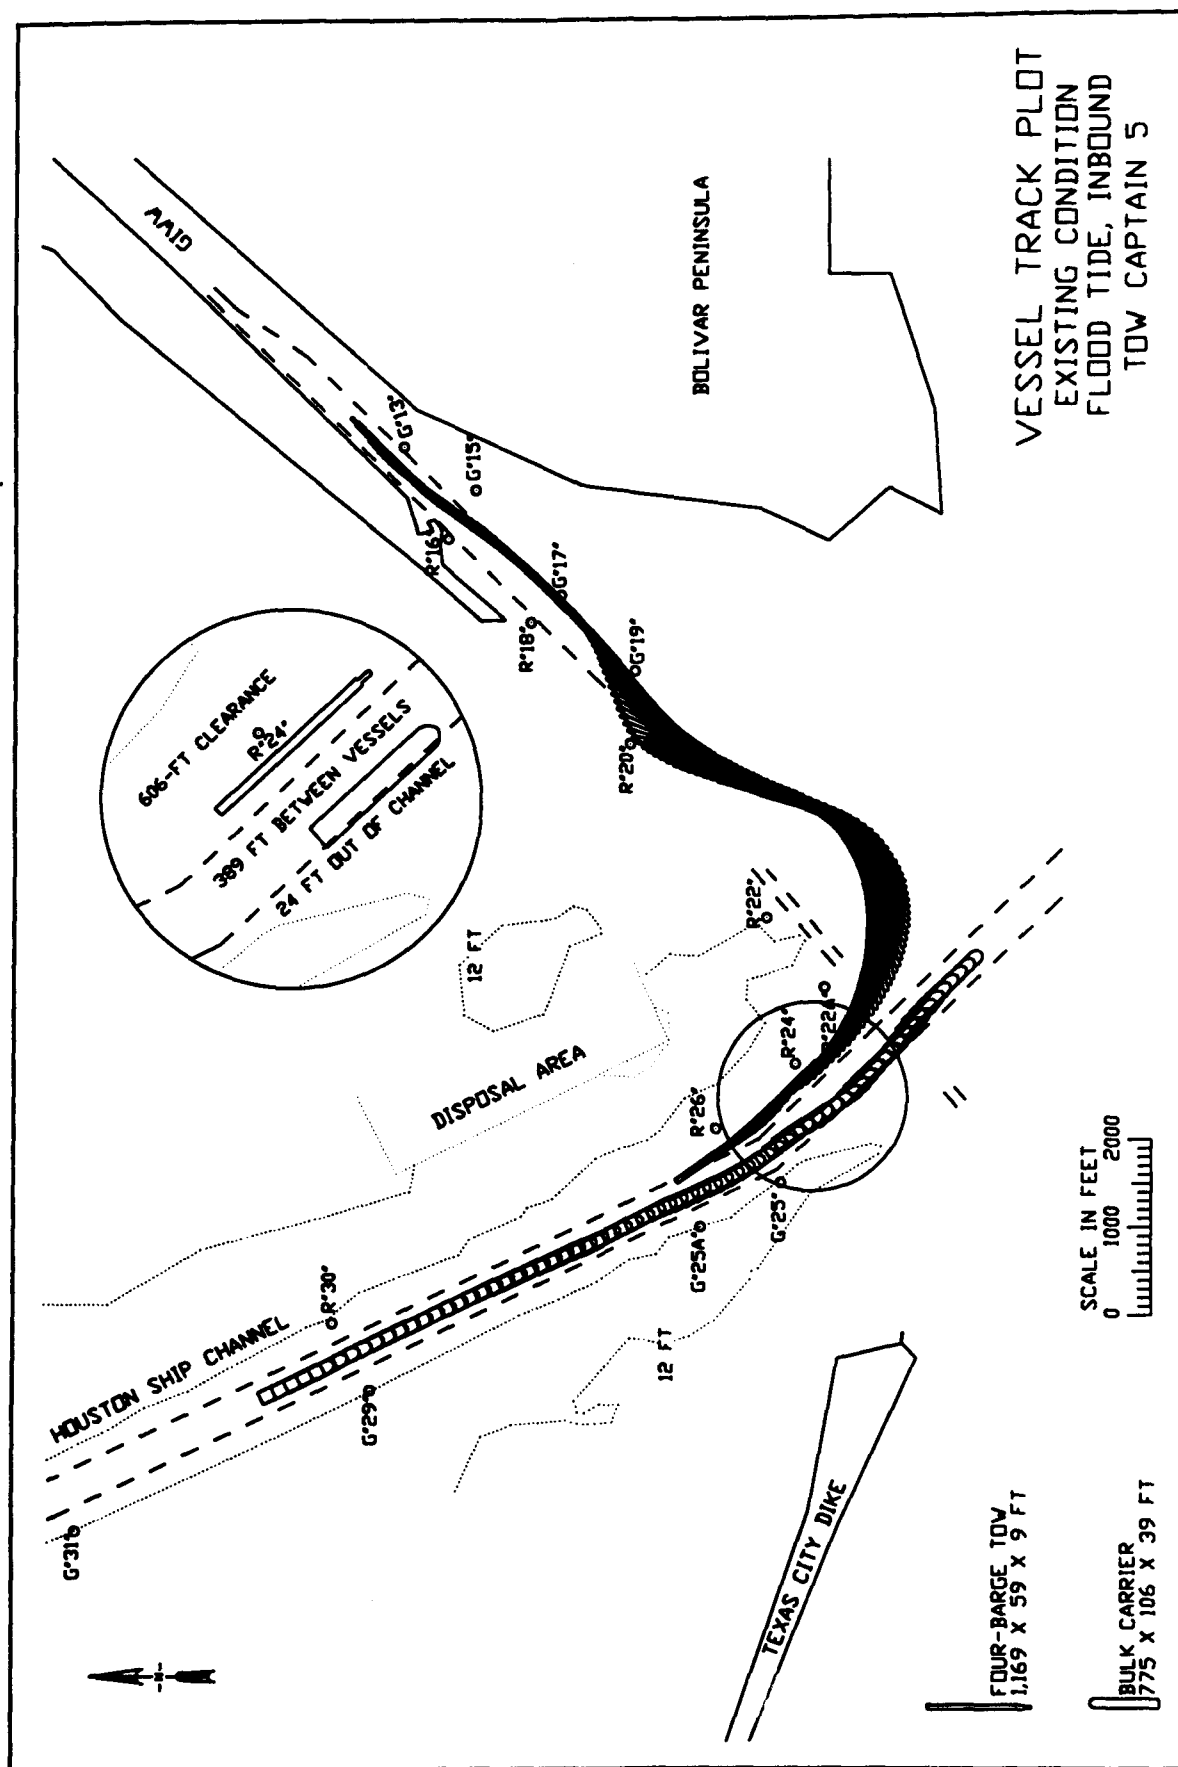 VESSEL TRACK PLOT
EXISTING CONDITION
FLOOD TIDE, INBOUND
TOW CAPTAIN 5
GIWW
BOLIVAR PENINSULA
G"13"
G"15"
R"16"
G"17"
R"18"
G"19"
R"20"
R"22"
R"22A"
R"24"
R"26"
G"25"
G"25A"
R"30"
G"29"
G"31"
606-FT CLEARANCE
R"24"
389 FT BETWEEN VESSELS
24 FT OUT OF CHANNEL
12 FT
DISPOSAL AREA
HOUSTON SHIP CHANNEL
12 FT
TEXAS CITY DIKE
N
SCALE IN FEET
0 1000 2000
FOUR-BARGE TOW
1,169 X 59 X 9 FT
BULK CARRIER
775 X 106 X 39 FT